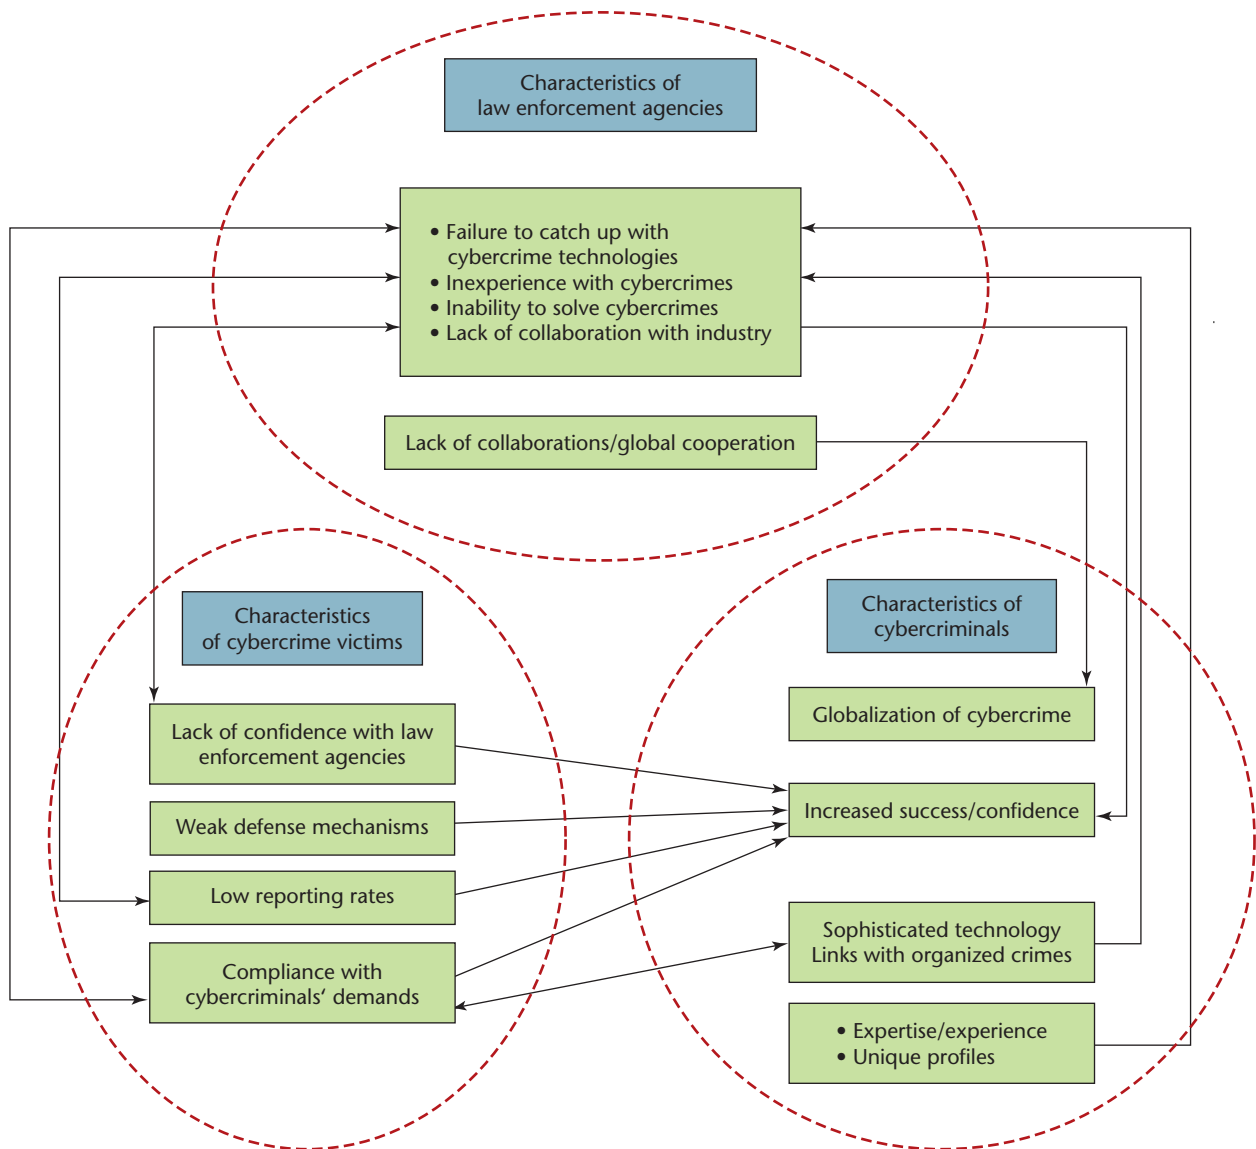 Characteristics of
law enforcement agencies
• Failure to catch up with
cybercrime technologies
• Inexperience with cybercrimes
• Inability to solve cybercrimes
• Lack of collaboration with industry
Lack of collaborations/global cooperation
Characteristics
of cybercrime victims
Lack of confidence with law
enforcement agencies
Weak defense mechanisms
Low reporting rates
Compliance with
cybercriminals‘ demands
Characteristics of
cybercriminals
Globalization of cybercrime
Increased success/confidence
Sophisticated technology
Links with organized crimes
• Expertise/experience
• Unique profiles